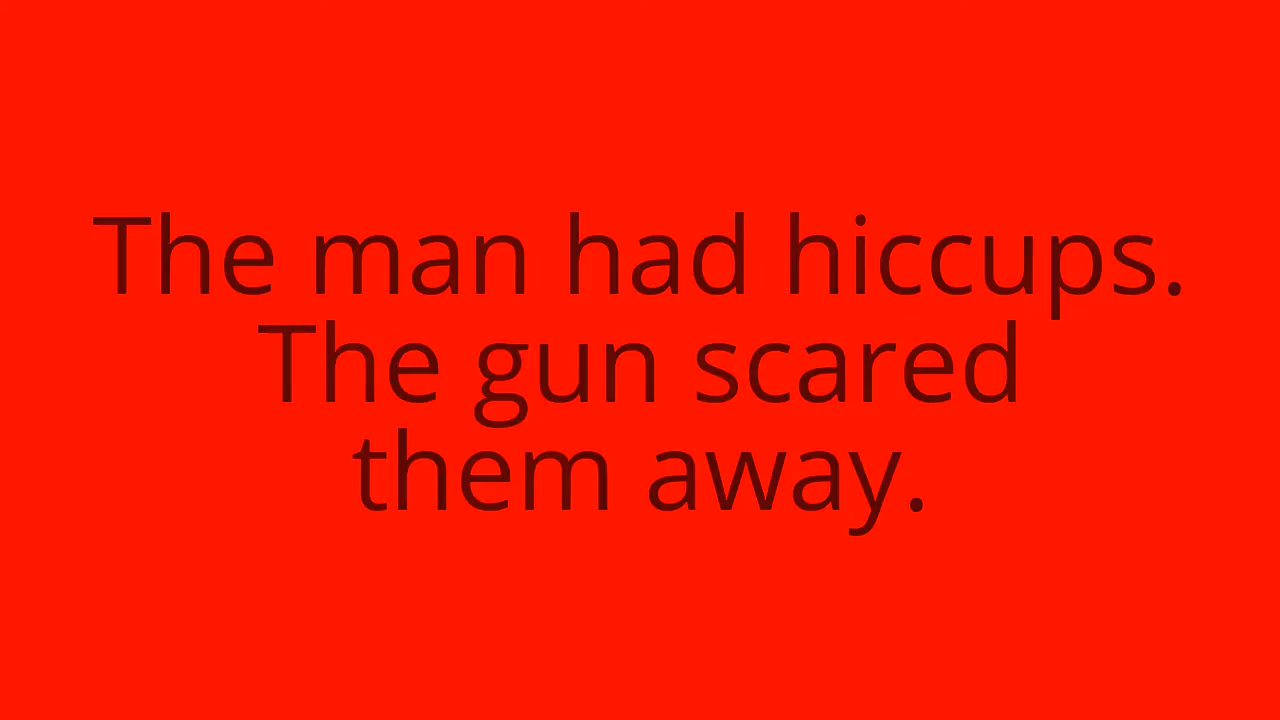 The man had hiccups.
The gun scared
them away.